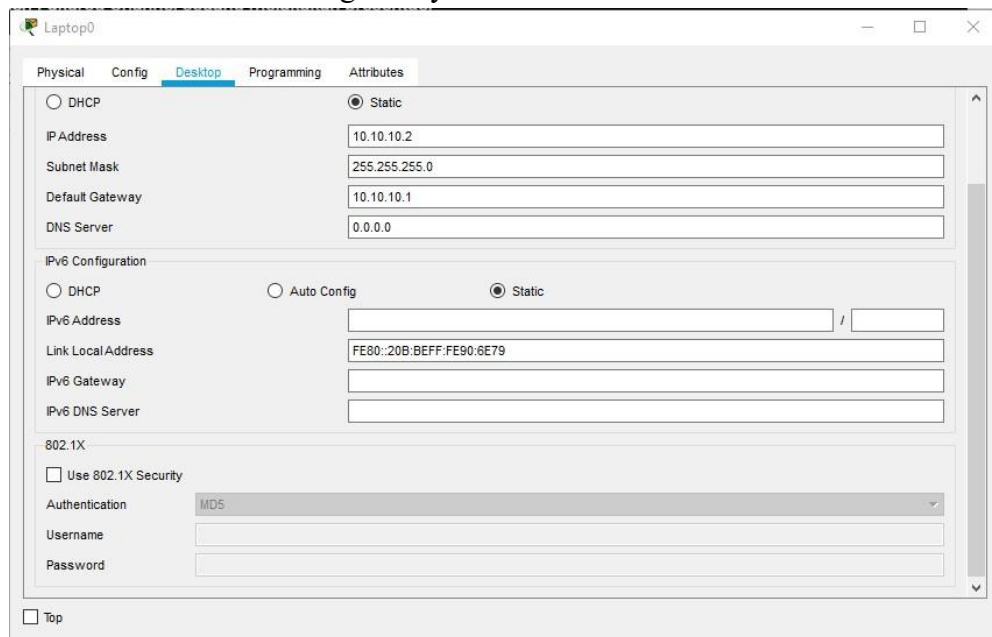 Laptop0
Physical Config Desktop Programming Attributes
DHCP Static
IP Address 10.10.10.2
Subnet Mask 255.255.255.0
Default Gateway 10.10.10.1
DNS Server 0.0.0.0
IPv6 Configuration
DHCP Auto Config Static
IPv6 Address /
Link Local Address FE80::20B:BEFF:FE90:6E79
IPv6 Gateway
IPv6 DNS Server
802.1X
Use 802.1X Security
Authentication MD5
Username
Password
Top